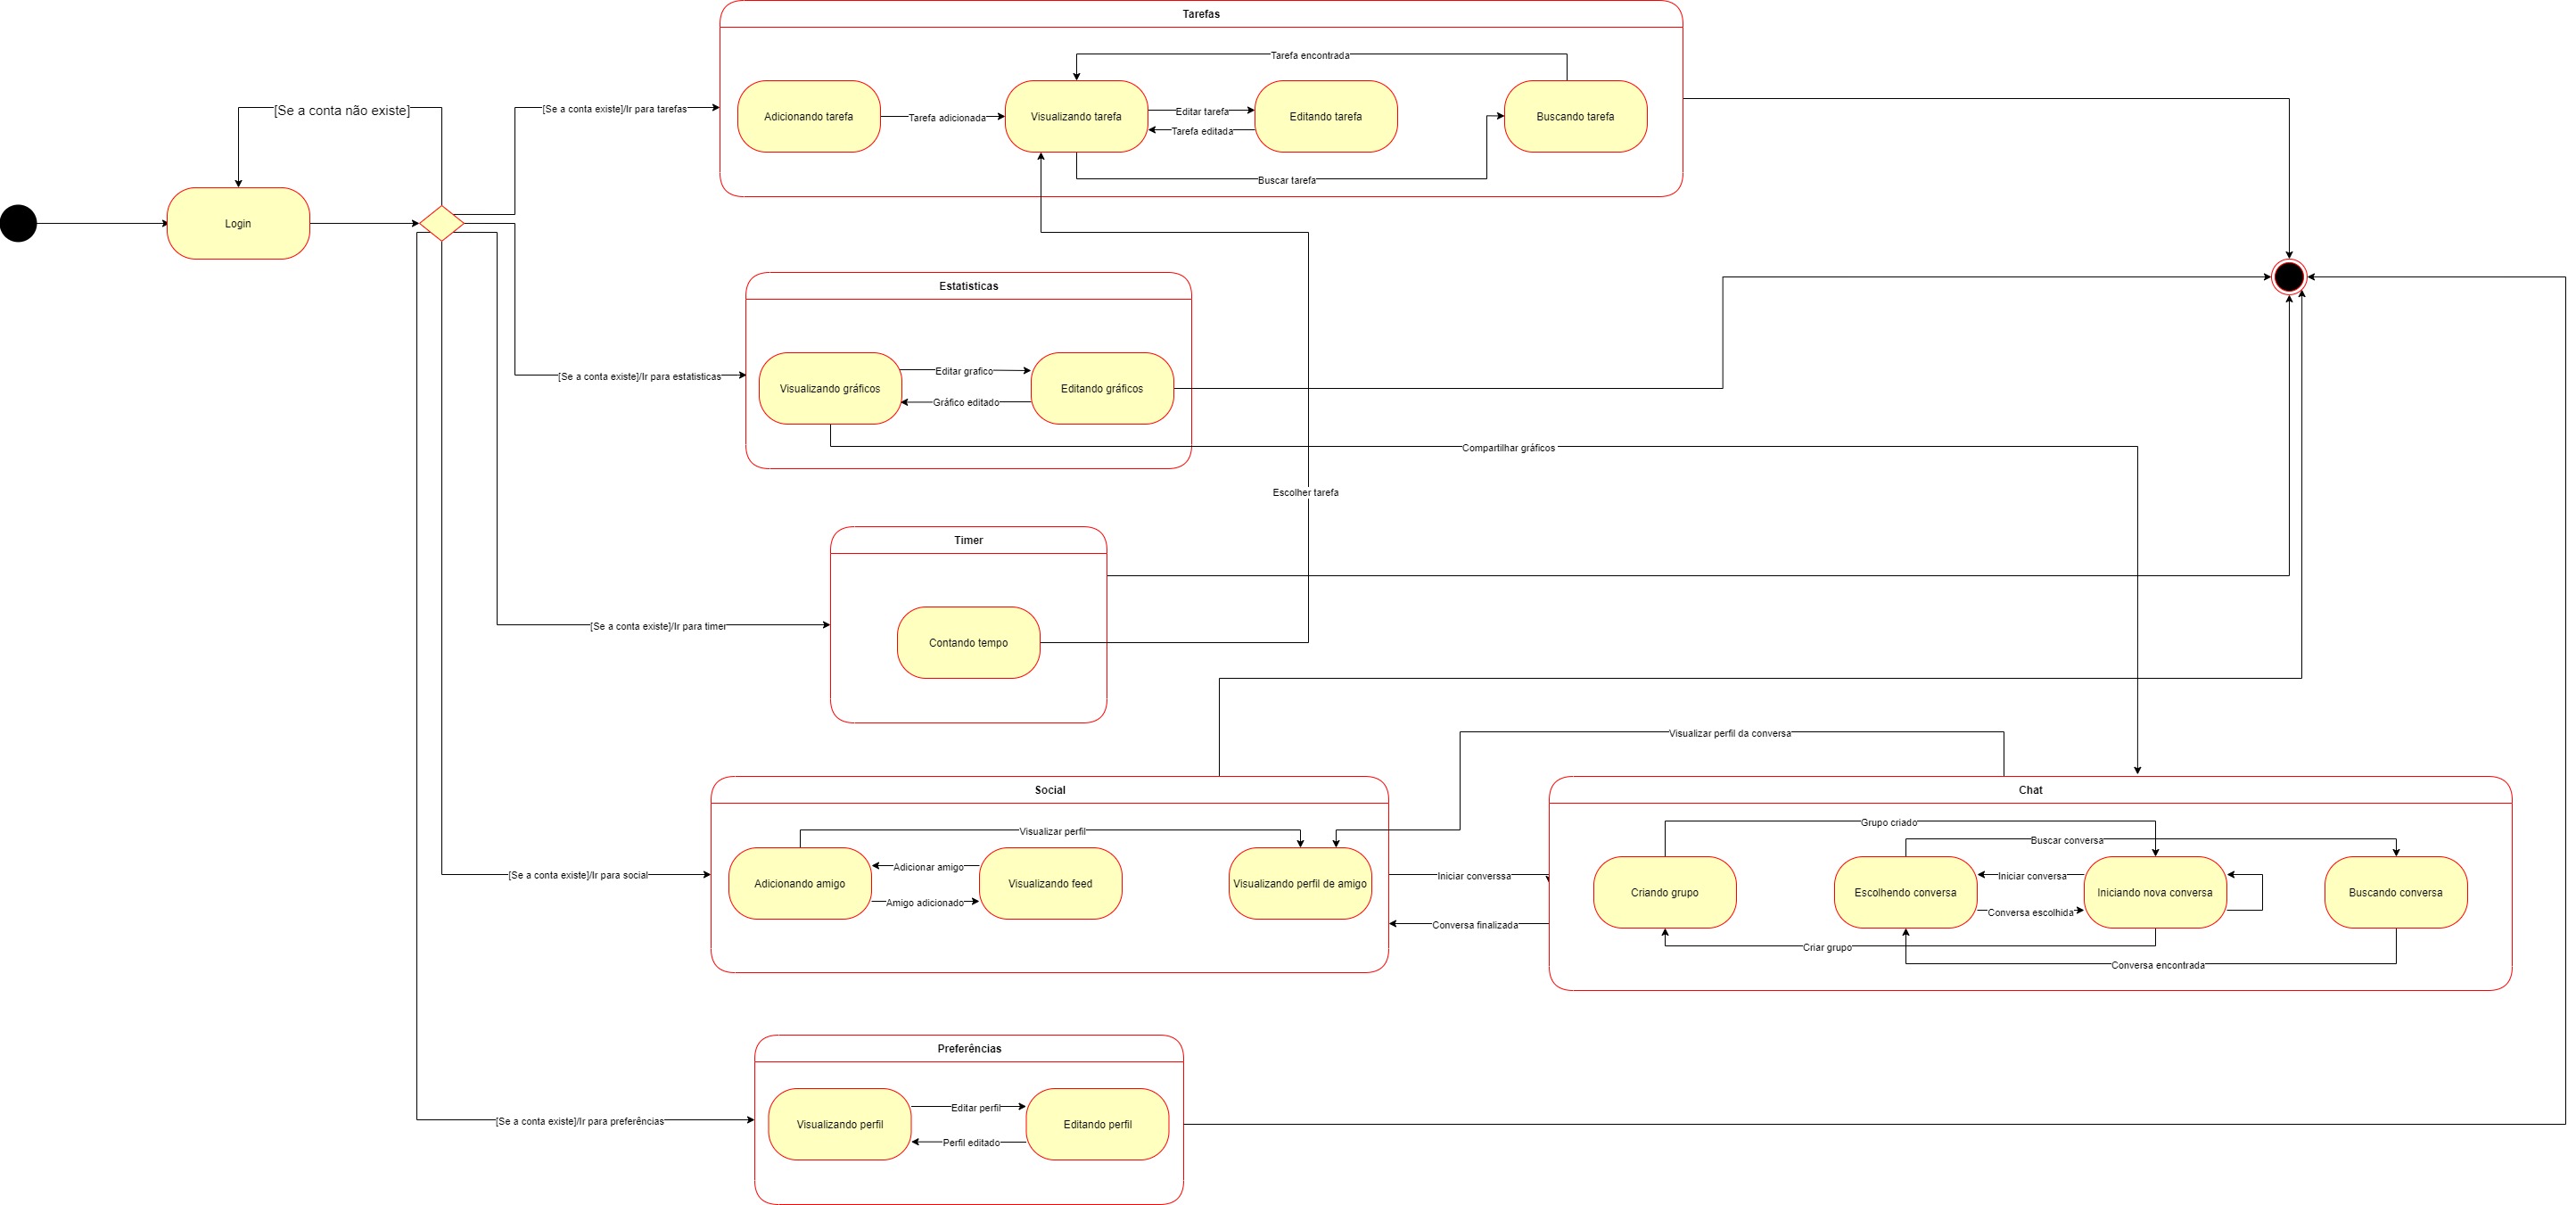 Tarefas
Tarefa encontrada
[Se a conta não existe]
[Se a conta existe]/Ir para tarefas
Adicionando tarefa
Tarefa adicionada
Visualizando tarefa
Editar tarefa
Tarefa editada
Editando tarefa
Buscando tarefa
Buscar tarefa
Login
Estatisticas
[Se a conta existe]/Ir para estatisticas
Visualizando gráficos
Editar grafico
Gráfico editado
Editando gráficos
Compartilhar gráficos
Escolher tarefa
Timer
[Se a conta existe]/Ir para timer
Contando tempo
Visualizar perfil da conversa
Social
Visualizar perfil
[Se a conta existe]/Ir para social
Adicionando amigo
Adicionar amigo
Amigo adicionado
Visualizando feed
Visualizando perfil de amigo
Iniciar converssa
Conversa finalizada
Chat
Grupo criado
Buscar conversa
Criando grupo
Escolhendo conversa
Iniciar conversa
Conversa escolhida
Iniciando nova conversa
Buscando conversa
Criar grupo
Conversa encontrada
Preferências
[Se a conta existe]/Ir para preferências
Visualizando perfil
Editar perfil
Perfil editado
Editando perfil